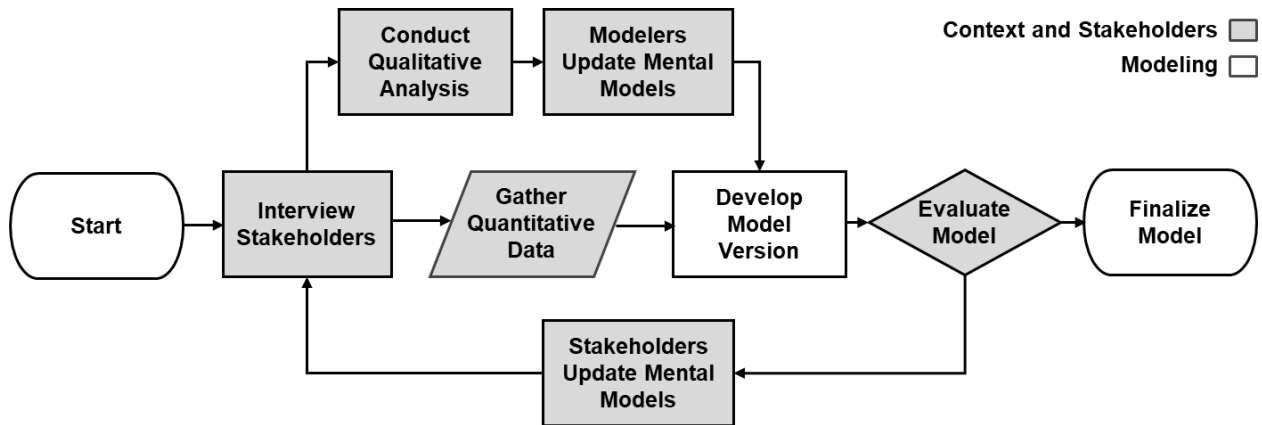 Conduct
Qualitative
Analysis
Modelers
Update Mental
Models
Context and Stakeholders
Modeling
Start
Interview
Stakeholders
Gather
Quantitative
Data
Develop
Model
Version
Evaluate
Model
Finalize
Model
Stakeholders
Update Mental
Models